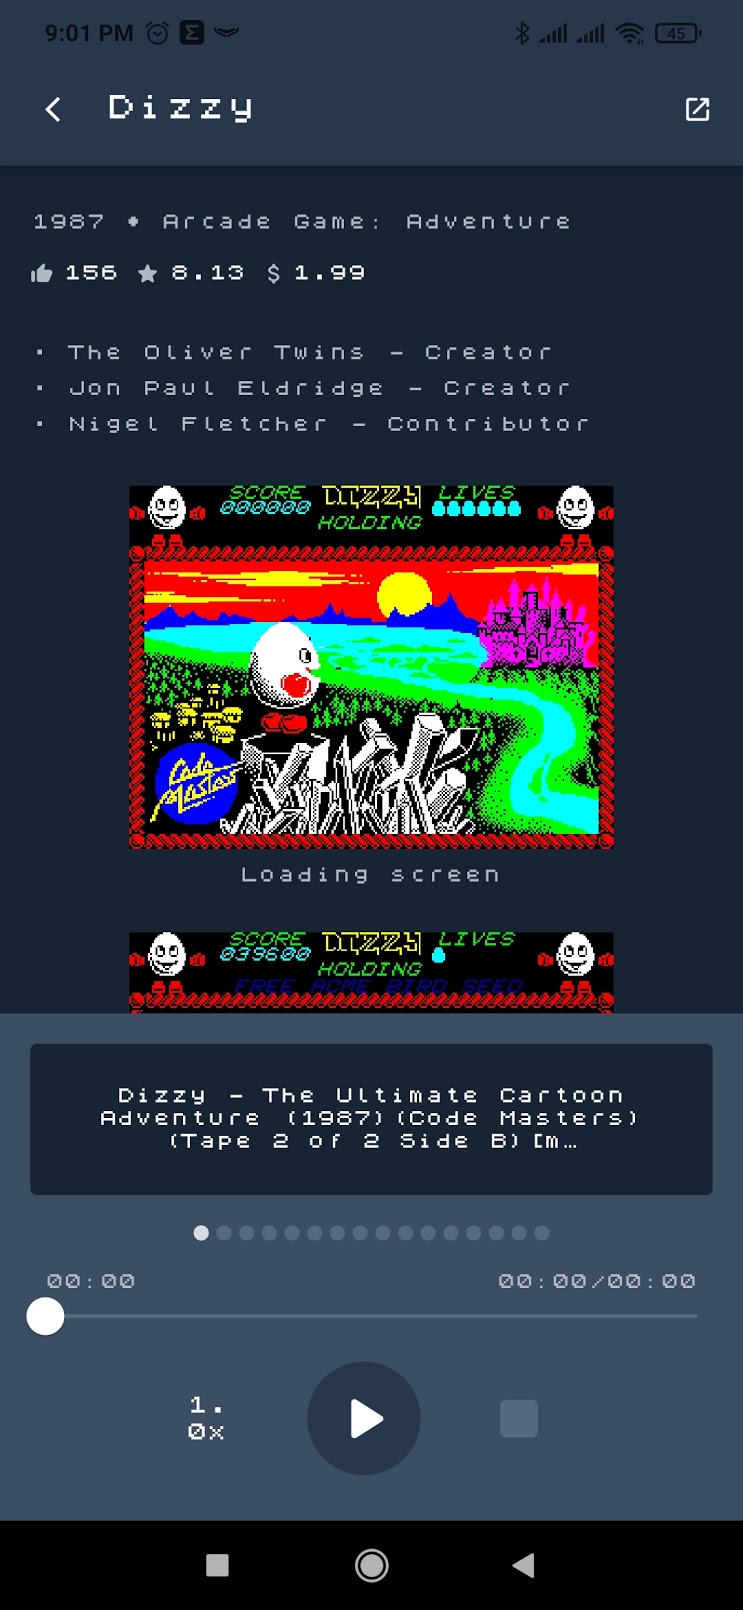 9:01 PM
45
Dizzy
1987 • Arcade Game: Adventure
156 8.13 $ 1.99
• The Oliver Twins - Creator
• Jon Paul Eldridge - Creator
• Nigel Fletcher - Contributor
SCORE DIZZY LIVES
000000
HOLDING
Code
Masters
Loading screen
SCORE DIZZY LIVES
039600
HOLDING
FREE ACME BIRD SEED
Dizzy - The Ultimate Cartoon
Adventure (1987)(Code Masters)
(Tape 2 of 2 Side B)[m…
00:00 00:00/00:00
1.
0x